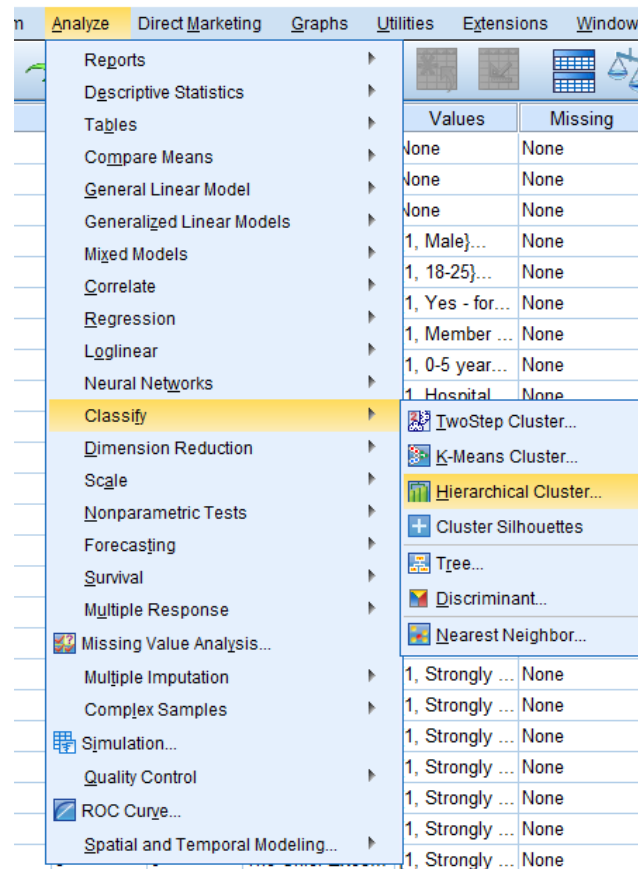 m Analyze Direct Marketing Graphs Utilities Extensions Window
Reports
Descriptive Statistics
Tables
Compare Means
General Linear Model
Generalized Linear Models
Mixed Models
Correlate
Regression
Loglinear
Neural Networks
Classify
Dimension Reduction
Scale
Nonparametric Tests
Forecasting
Survival
Multiple Response
Missing Value Analysis...
Multiple Imputation
Complex Samples
Simulation...
Quality Control
ROC Curve...
Spatial and Temporal Modeling...
Values Missing
None None
None None
None None
1, Male}... None
1, 18-25}... None
1, Yes - for... None
1, Member ... None
1, 0-5 year... None
1, Hospital None
TwoStep Cluster...
K-Means Cluster...
Hierarchical Cluster...
Cluster Silhouettes
Tree...
Discriminant...
Nearest Neighbor...
1, Strongly ... None
1, Strongly ... None
1, Strongly ... None
1, Strongly ... None
1, Strongly ... None
1, Strongly ... None
1, Strongly ... None